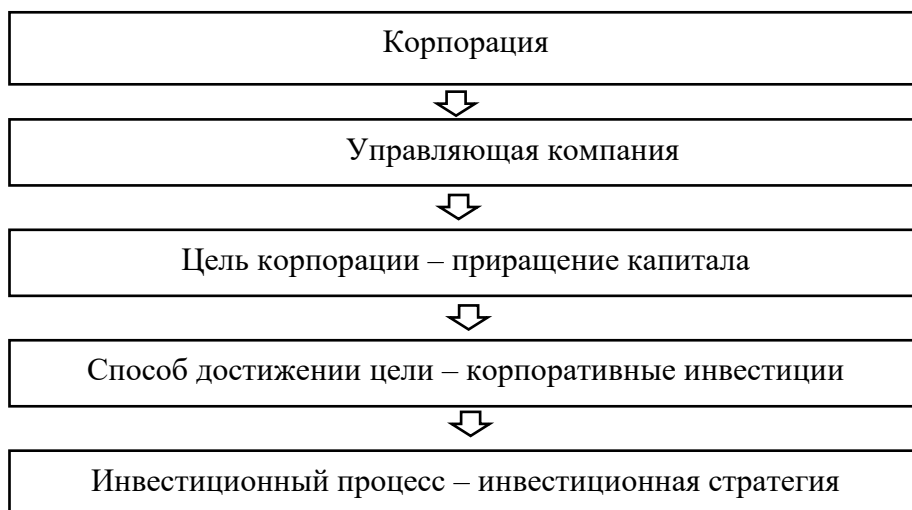 Корпорация
Управляющая компания
Цель корпорации – приращение капитала
Способ достижении цели – корпоративные инвестиции
Инвестиционный процесс – инвестиционная стратегия